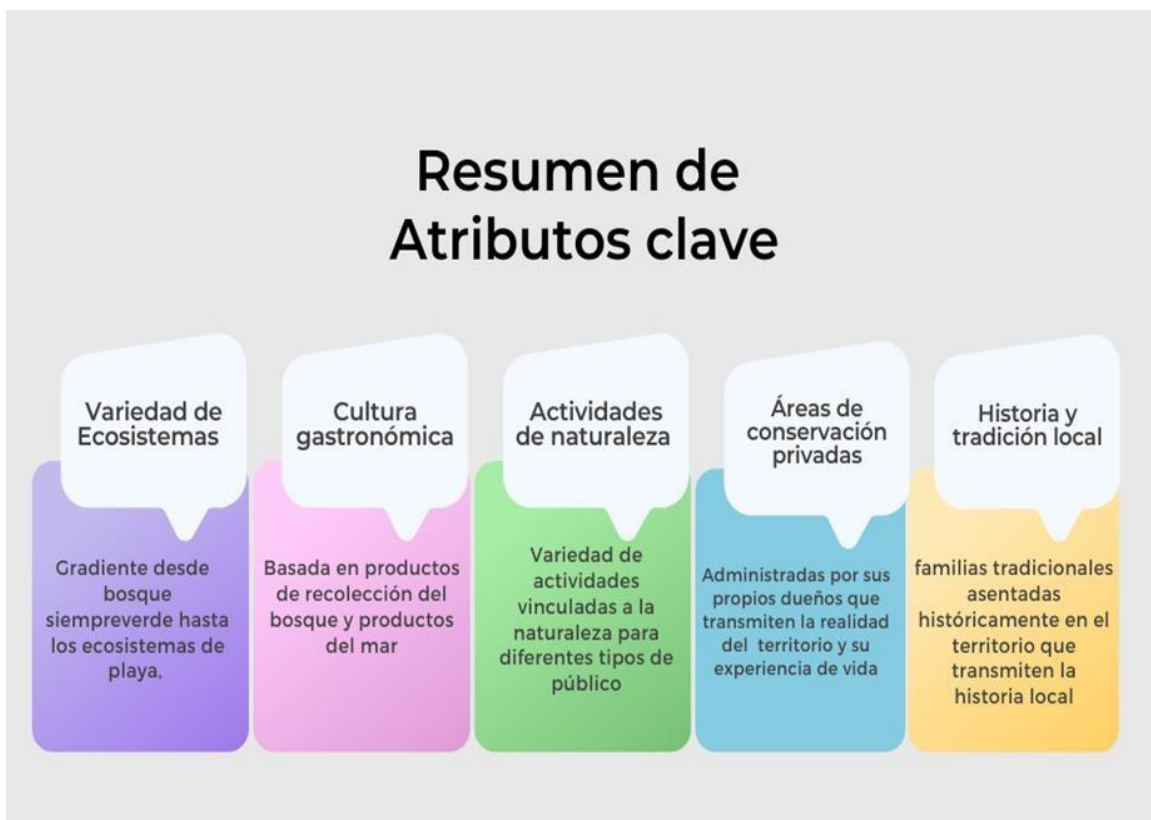 Resumen de
Atributos clave
Variedad de
Ecosistemas
Gradiente desde
bosque
siempreverde hasta
los ecosistemas de
playa,
Cultura
gastronómica
Basada en productos
de recolección del
bosque y productos
del mar
Actividades
de naturaleza
Variedad de
actividades
vinculadas a la
naturaleza para
diferentes tipos de
público
Áreas de
conservación
privadas
Administradas por sus
propios dueños que
transmiten la realidad
del territorio y su
experiencia de vida
Historia y
tradición local
familias tradicionales
asentadas
históricamente en el
territorio que
transmiten la
historia local